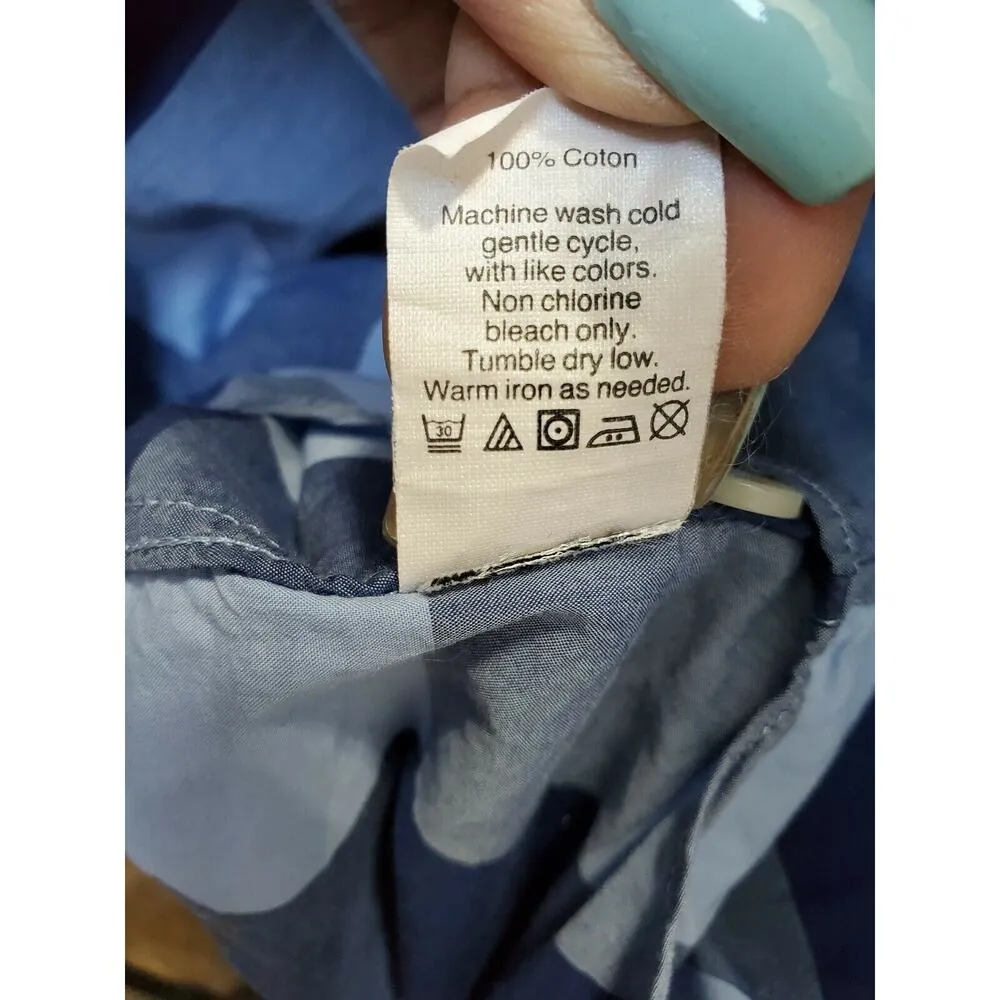 100% Coton
Machine wash cold
gentle cycle,
with like colors.
Non chlorine
bleach only.
Tumble dry low.
Warm iron as needed.
30